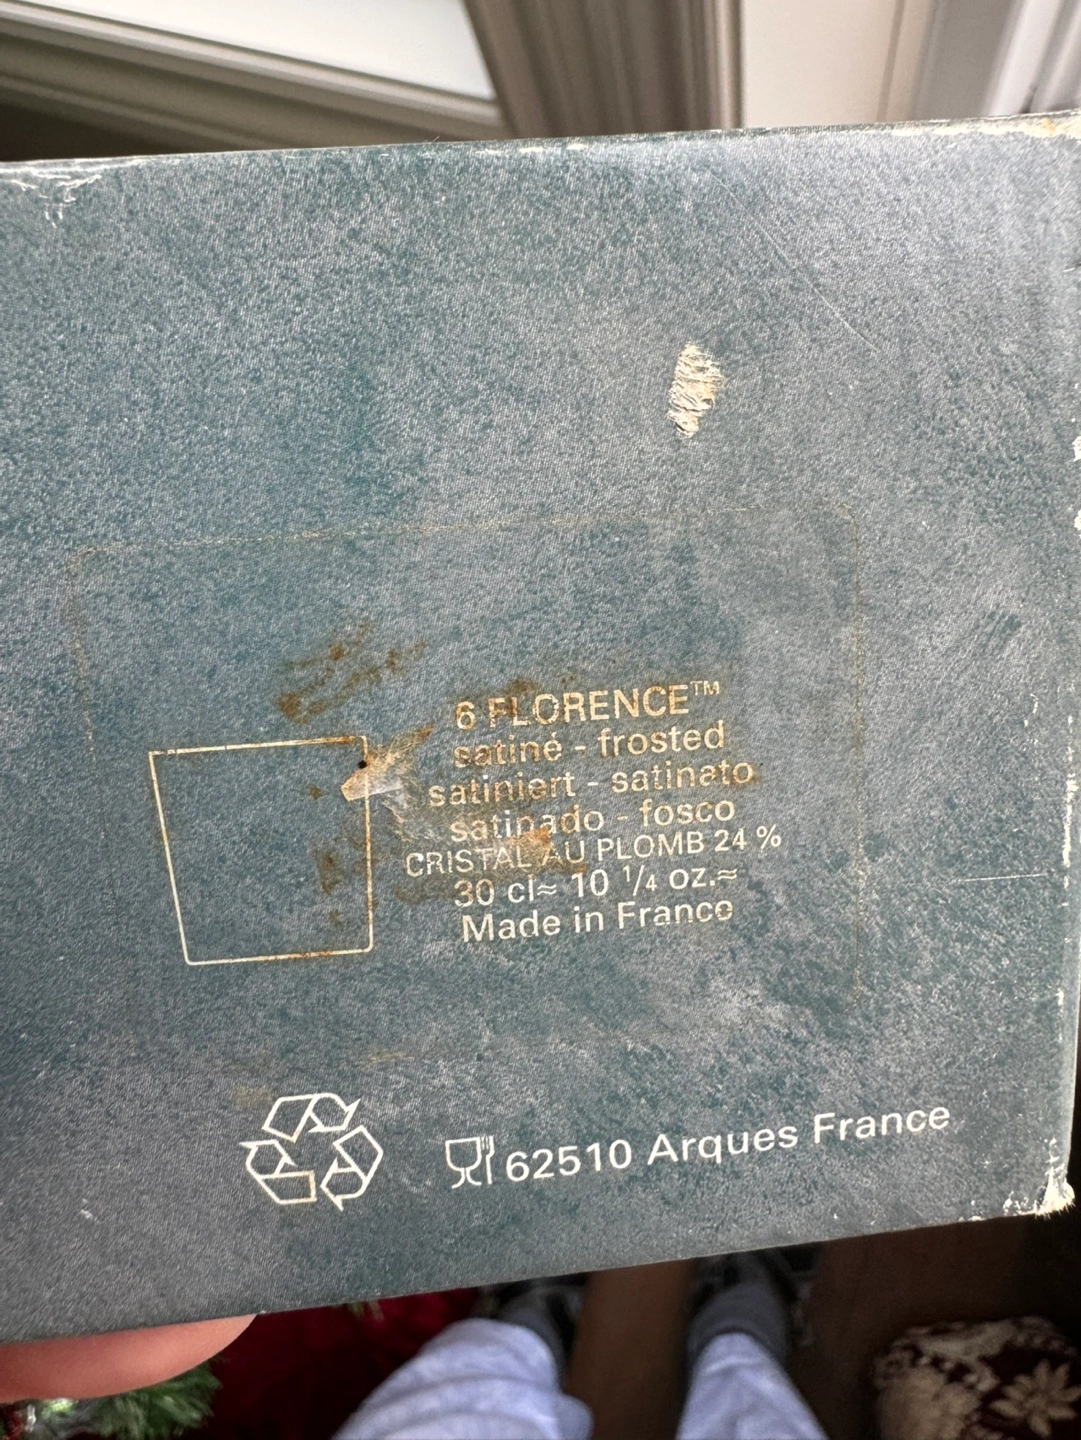 6 FLORENCE™
satiné - frosted
satiniert - satinato
satinado - fosco
CRISTAL AU PLOMB 24 %
30 cl≈ 10 1/4 oz.≈
Made in France
62510 Arques France